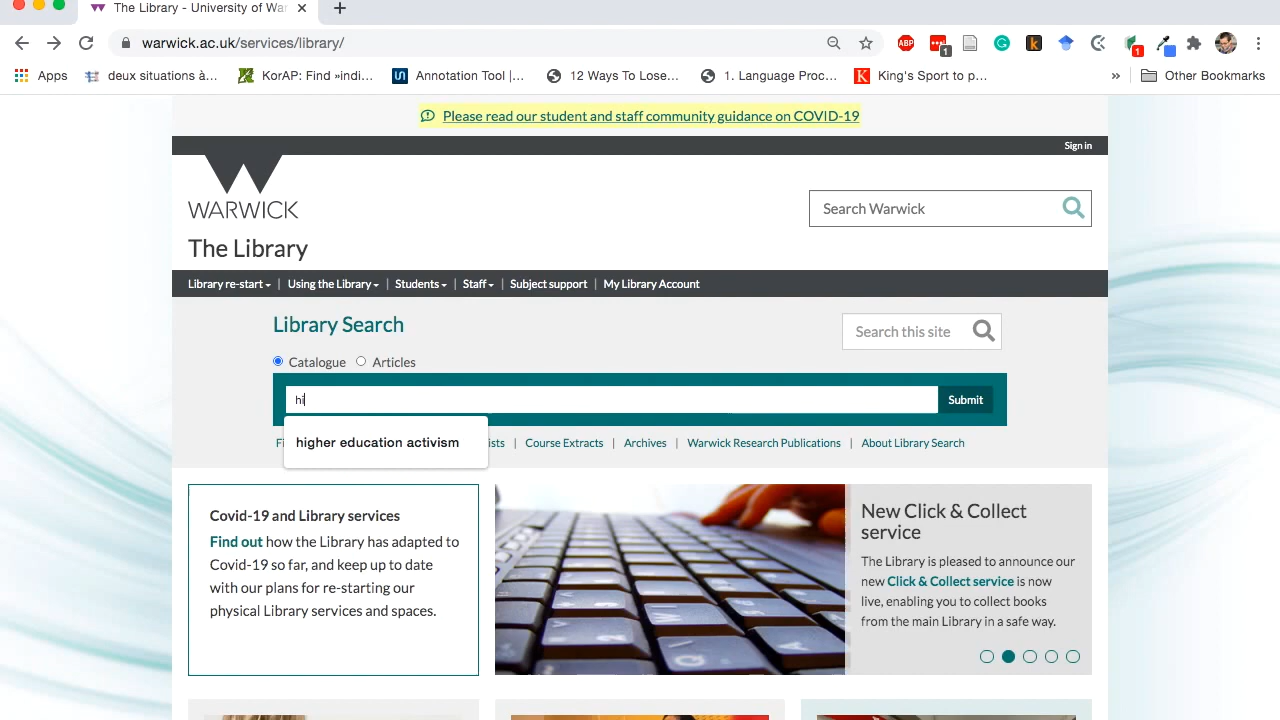 The Library - University of War
warwick.ac.uk/services/library/
ABP
1
1
Apps
deux situations à...
KorAP: Find »indi...
Annotation Tool |...
12 Ways To Lose...
1. Language Proc...
King's Sport to p...
»
Other Bookmarks
Please read our student and staff community guidance on COVID-19
Sign in
WARWICK
Search Warwick
The Library
Library re-start | Using the Library | Students | Staff | Subject support | My Library Account
Library Search
Search this site
Catalogue Articles
hi
Submit
higher education activism
Fi
ists | Course Extracts | Archives | Warwick Research Publications | About Library Search
Covid-19 and Library services
Find out how the Library has adapted to
Covid-19 so far, and keep up to date
with our plans for re-starting our
physical Library services and spaces.
New Click & Collect
service
The Library is pleased to announce our
new Click & Collect service is now
live, enabling you to collect books
from the main Library in a safe way.